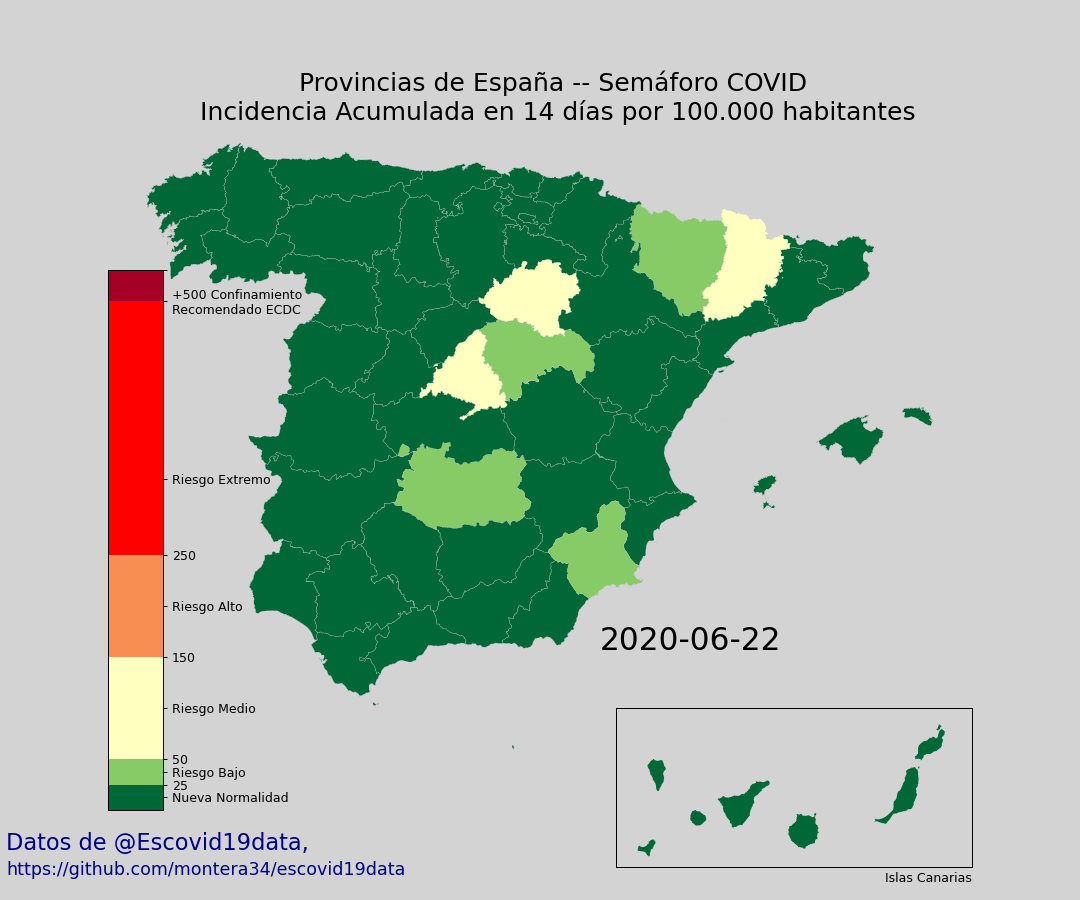 Provincias de España -- Semáforo COVID
Incidencia Acumulada en 14 días por 100.000 habitantes
+500 Confinamiento
Recomendado ECDC
Riesgo Extremo
250
Riesgo Alto
150
Riesgo Medio
50
Riesgo Bajo
25
Nueva Normalidad
2020-06-22
Islas Canarias
Datos de @Escovid19data,
https://github.com/montera34/escovid19data